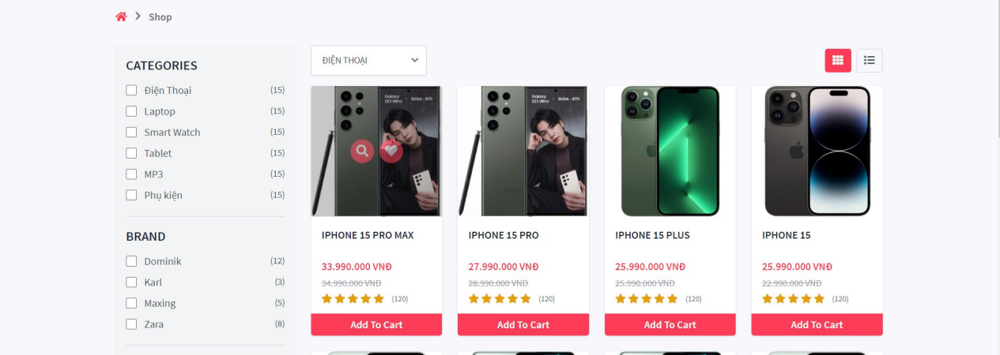 Shop
CATEGORIES
Điện Thoại (15)
Laptop (15)
Smart Watch (15)
Tablet (15)
MP3 (15)
Phụ kiện (15)
BRAND
Dominik (12)
Karl (3)
Maxing (5)
Zara (8)
ĐIỆN THOẠI
Galaxy
S23 Ultra × SUGA - BTS
IPHONE 15 PRO MAX
33.990.000 VNĐ
34.990.000 VNĐ
(120)
Add To Cart
Galaxy
S23 Ultra × SUGA - BTS
IPHONE 15 PRO
27.990.000 VNĐ
28.990.000 VNĐ
(120)
Add To Cart
IPHONE 15 PLUS
25.990.000 VNĐ
25.990.000 VNĐ
(120)
Add To Cart
IPHONE 15
25.990.000 VNĐ
22.990.000 VNĐ
(120)
Add To Cart